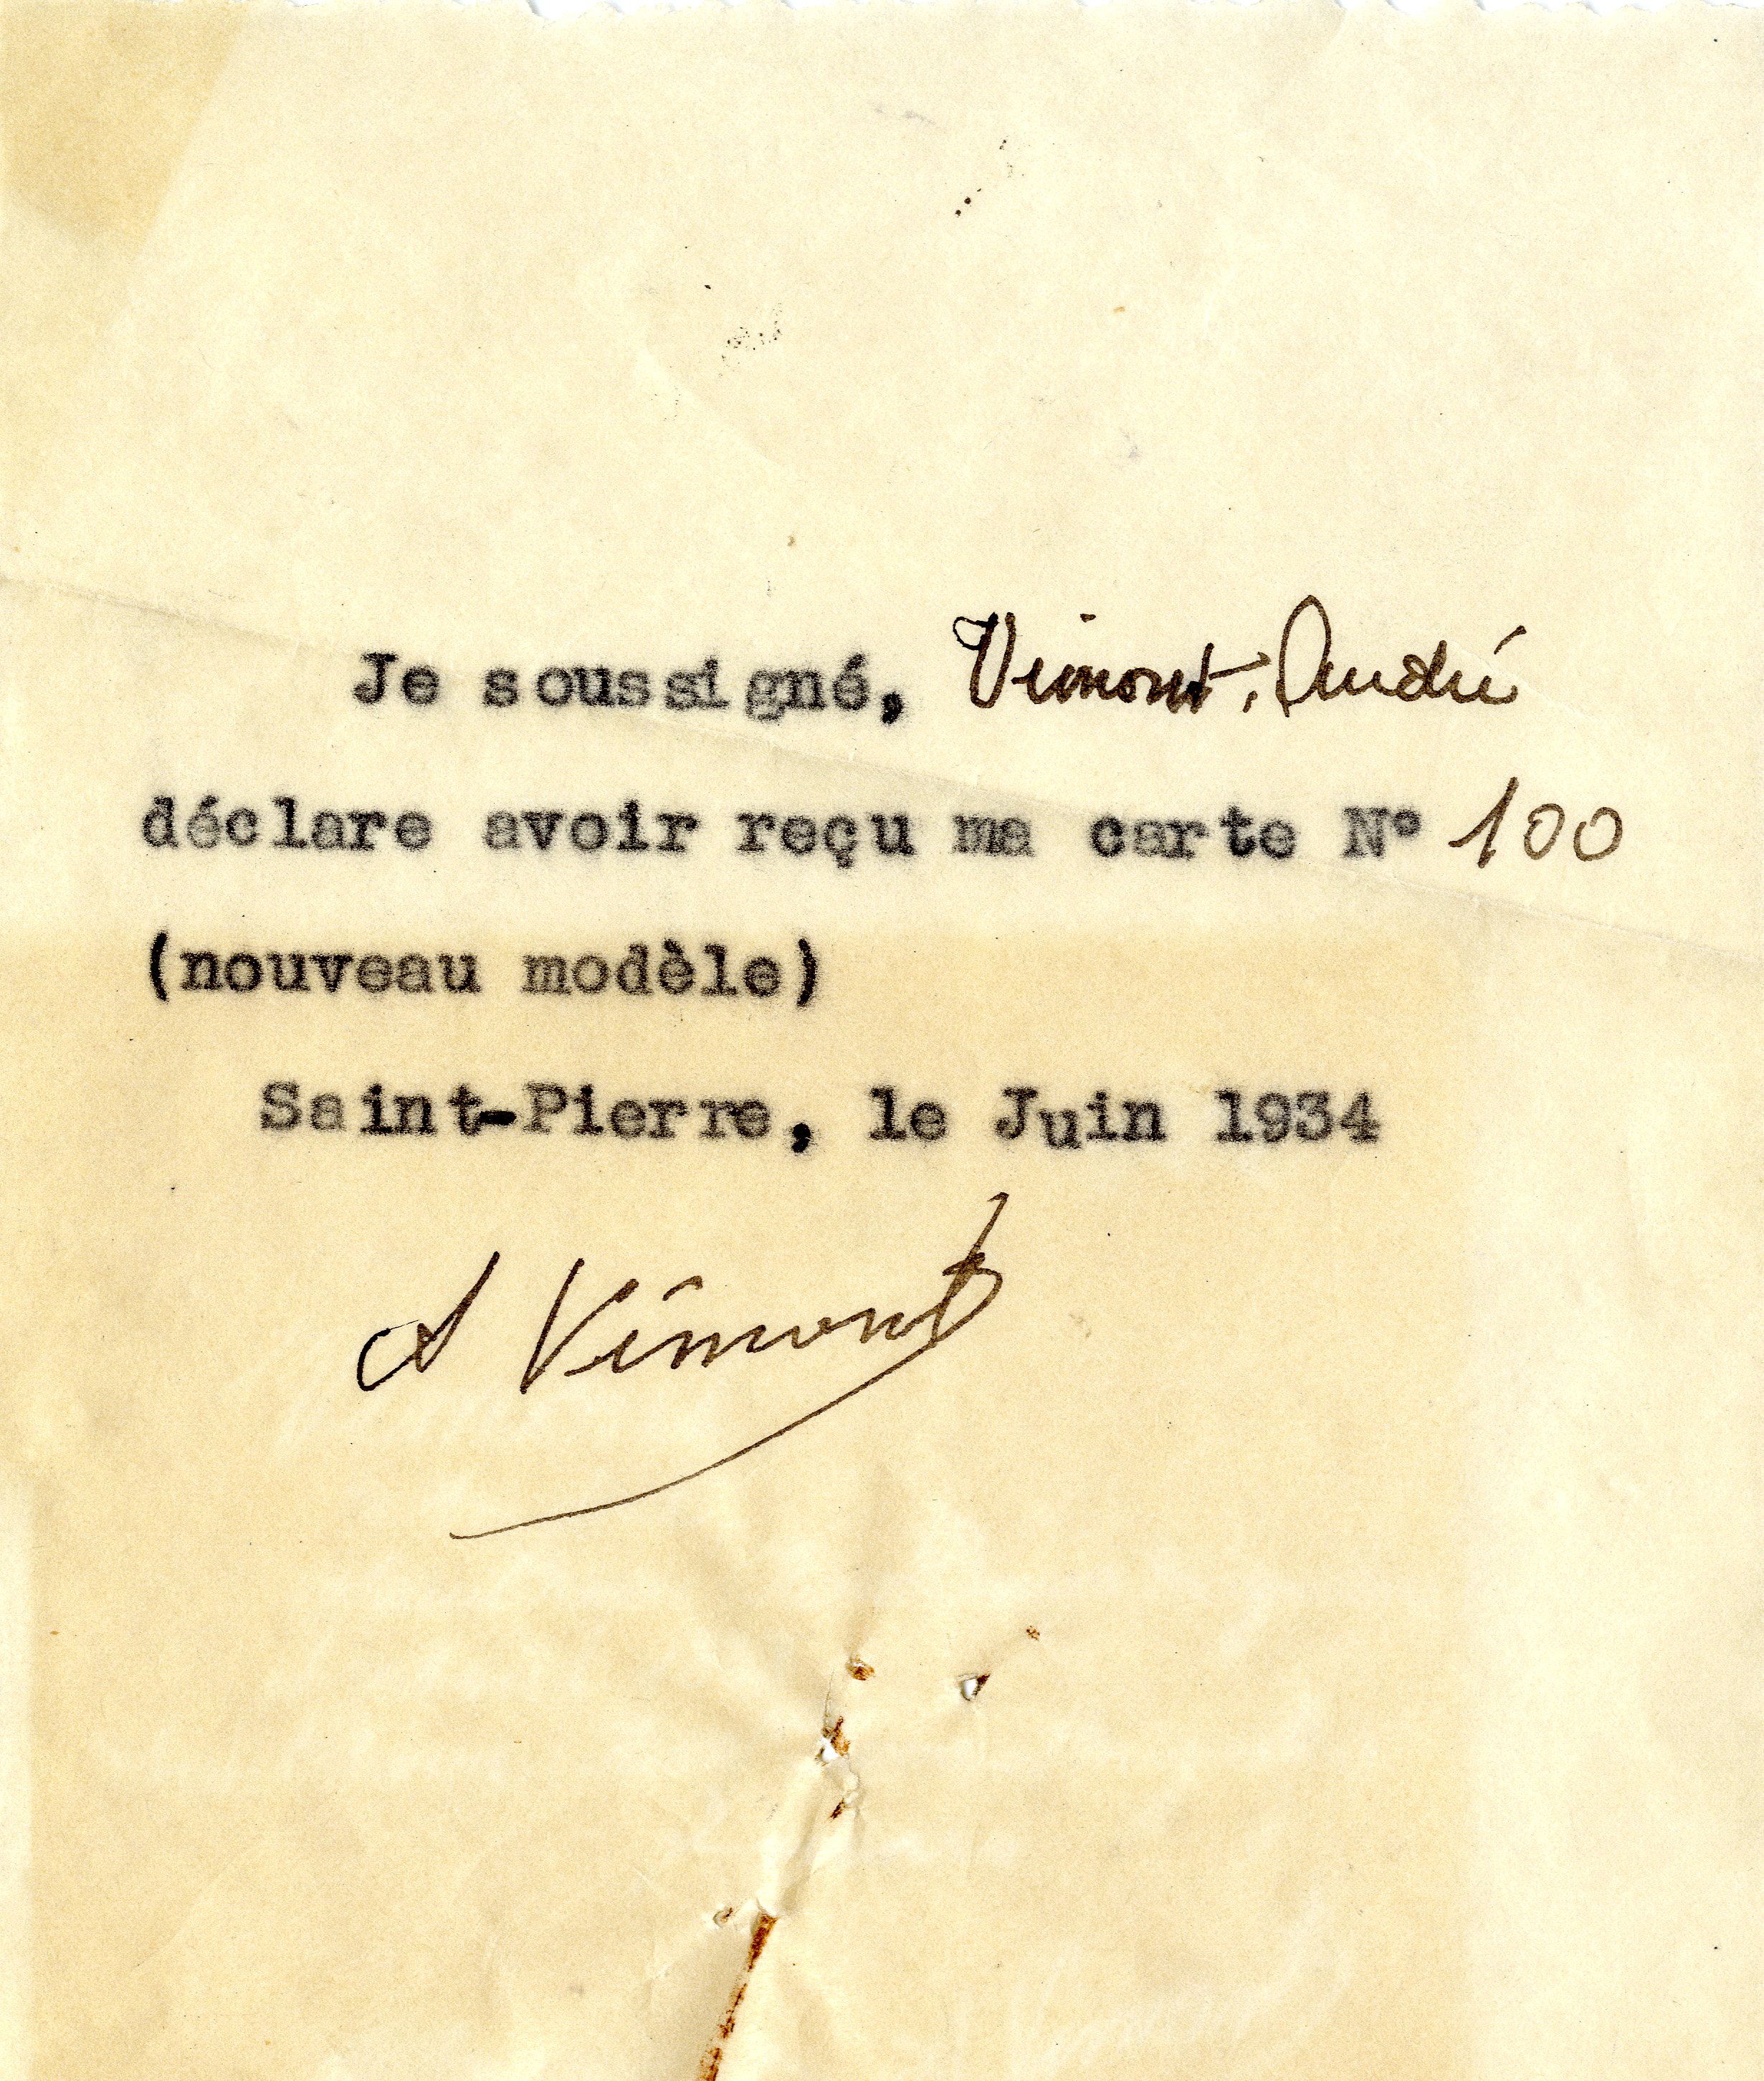 Je soussigné, Vimont, André
déclare avoir reçu ma carte N° 100
(nouveau modèle)
Saint-Pierre, le Juin 1934
A Vimont